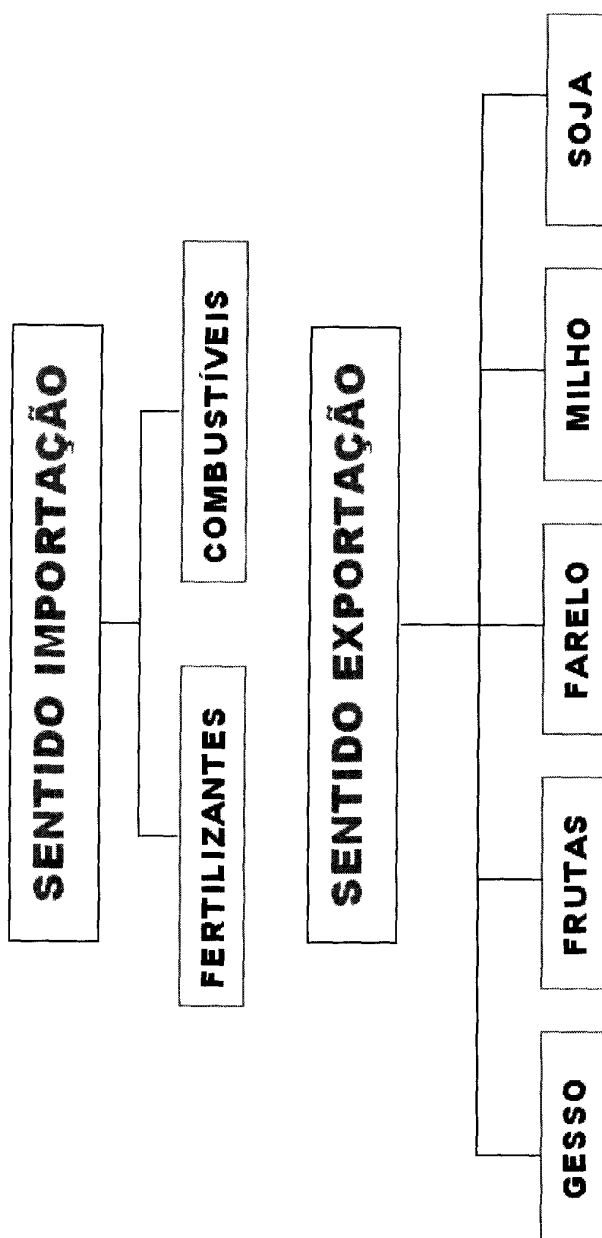 SENTIDO IMPORTAÇÃO
FERTILIZANTES
COMBUSTÍVEIS
SENTIDO EXPORTAÇÃO
GESSO
FRUTAS
FARELO
MILHO
SOJA